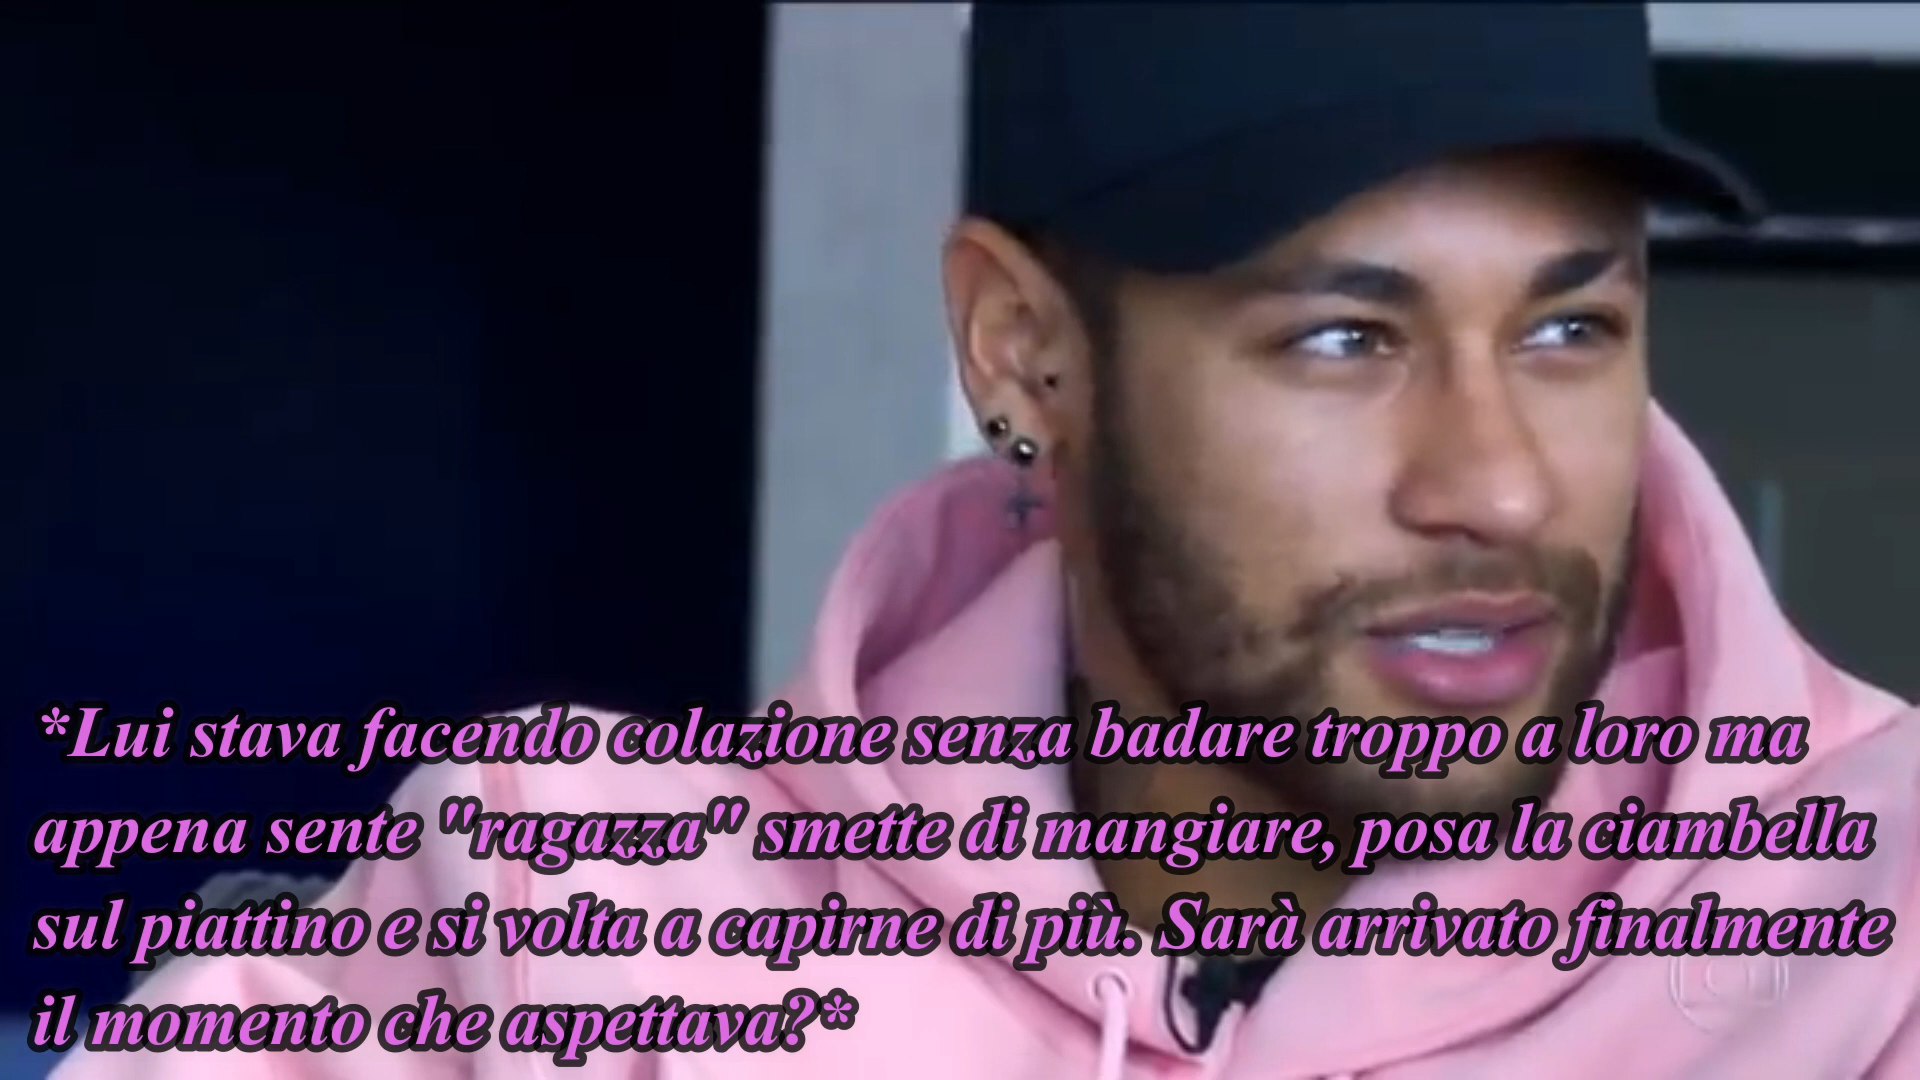 *Lui stava facendo colazione senza badare troppo a loro ma
appena sente "ragazza" smette di mangiare, posa la ciambella
sul piattino e si volta a capirne di più. Sarà arrivato finalmente
il momento che aspettava?*